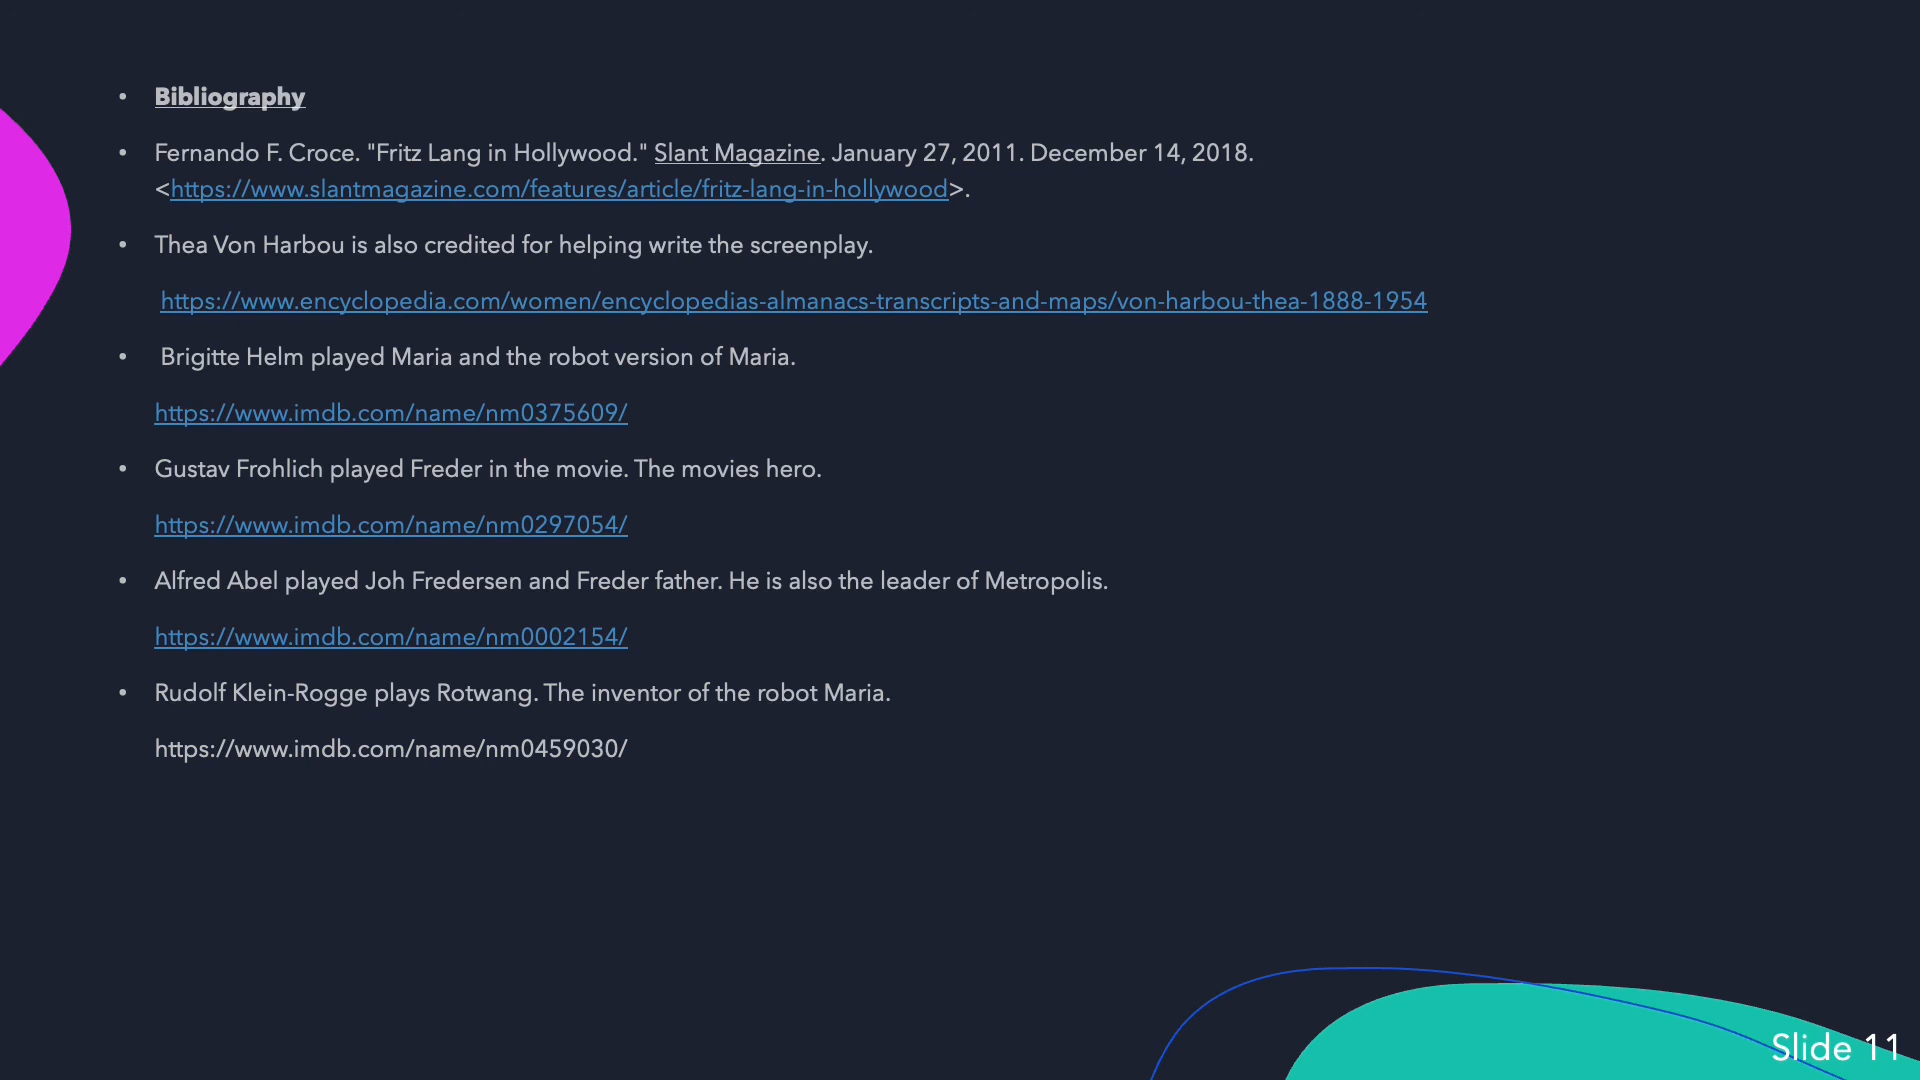 • Bibliography
• Fernando F. Croce. "Fritz Lang in Hollywood." Slant Magazine. January 27, 2011. December 14, 2018.
<https://www.slantmagazine.com/features/article/fritz-lang-in-hollywood>.
• Thea Von Harbou is also credited for helping write the screenplay.
https://www.encyclopedia.com/women/encyclopedias-almanacs-transcripts-and-maps/von-harbou-thea-1888-1954
• Brigitte Helm played Maria and the robot version of Maria.
https://www.imdb.com/name/nm0375609/
• Gustav Frohlich played Freder in the movie. The movies hero.
https://www.imdb.com/name/nm0297054/
• Alfred Abel played Joh Fredersen and Freder father. He is also the leader of Metropolis.
https://www.imdb.com/name/nm0002154/
• Rudolf Klein-Rogge plays Rotwang. The inventor of the robot Maria.
https://www.imdb.com/name/nm0459030/
Slide 11